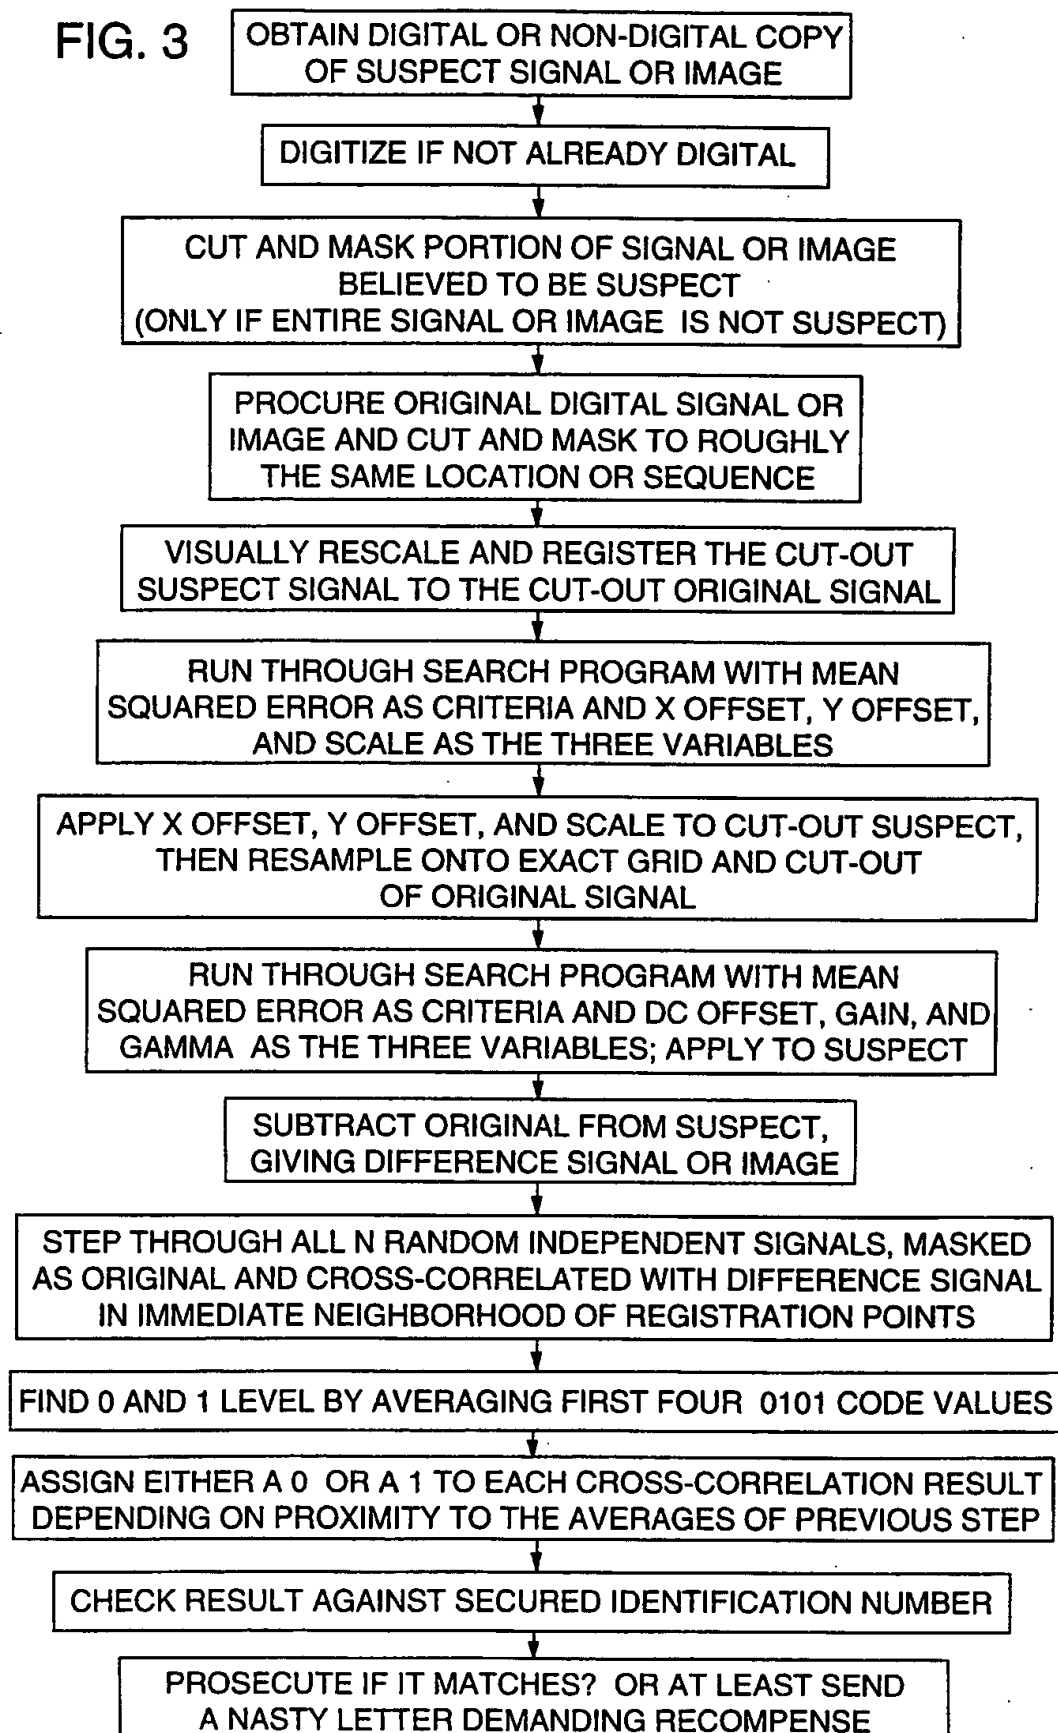 FIG. 3
OBTAIN DIGITAL OR NON-DIGITAL COPY
OF SUSPECT SIGNAL OR IMAGE
DIGITIZE IF NOT ALREADY DIGITAL
CUT AND MASK PORTION OF SIGNAL OR IMAGE
BELIEVED TO BE SUSPECT
(ONLY IF ENTIRE SIGNAL OR IMAGE IS NOT SUSPECT)
PROCURE ORIGINAL DIGITAL SIGNAL OR
IMAGE AND CUT AND MASK TO ROUGHLY
THE SAME LOCATION OR SEQUENCE
VISUALLY RESCALE AND REGISTER THE CUT-OUT
SUSPECT SIGNAL TO THE CUT-OUT ORIGINAL SIGNAL
RUN THROUGH SEARCH PROGRAM WITH MEAN
SQUARED ERROR AS CRITERIA AND X OFFSET, Y OFFSET,
AND SCALE AS THE THREE VARIABLES
APPLY X OFFSET, Y OFFSET, AND SCALE TO CUT-OUT SUSPECT,
THEN RESAMPLE ONTO EXACT GRID AND CUT-OUT
OF ORIGINAL SIGNAL
RUN THROUGH SEARCH PROGRAM WITH MEAN
SQUARED ERROR AS CRITERIA AND DC OFFSET, GAIN, AND
GAMMA AS THE THREE VARIABLES; APPLY TO SUSPECT
SUBTRACT ORIGINAL FROM SUSPECT,
GIVING DIFFERENCE SIGNAL OR IMAGE
STEP THROUGH ALL N RANDOM INDEPENDENT SIGNALS, MASKED
AS ORIGINAL AND CROSS-CORRELATED WITH DIFFERENCE SIGNAL
IN IMMEDIATE NEIGHBORHOOD OF REGISTRATION POINTS
FIND 0 AND 1 LEVEL BY AVERAGING FIRST FOUR 0101 CODE VALUES
ASSIGN EITHER A 0 OR A 1 TO EACH CROSS-CORRELATION RESULT
DEPENDING ON PROXIMITY TO THE AVERAGES OF PREVIOUS STEP
CHECK RESULT AGAINST SECURED IDENTIFICATION NUMBER
PROSECUTE IF IT MATCHES? OR AT LEAST SEND
A NASTY LETTER DEMANDING RECOMPENSE